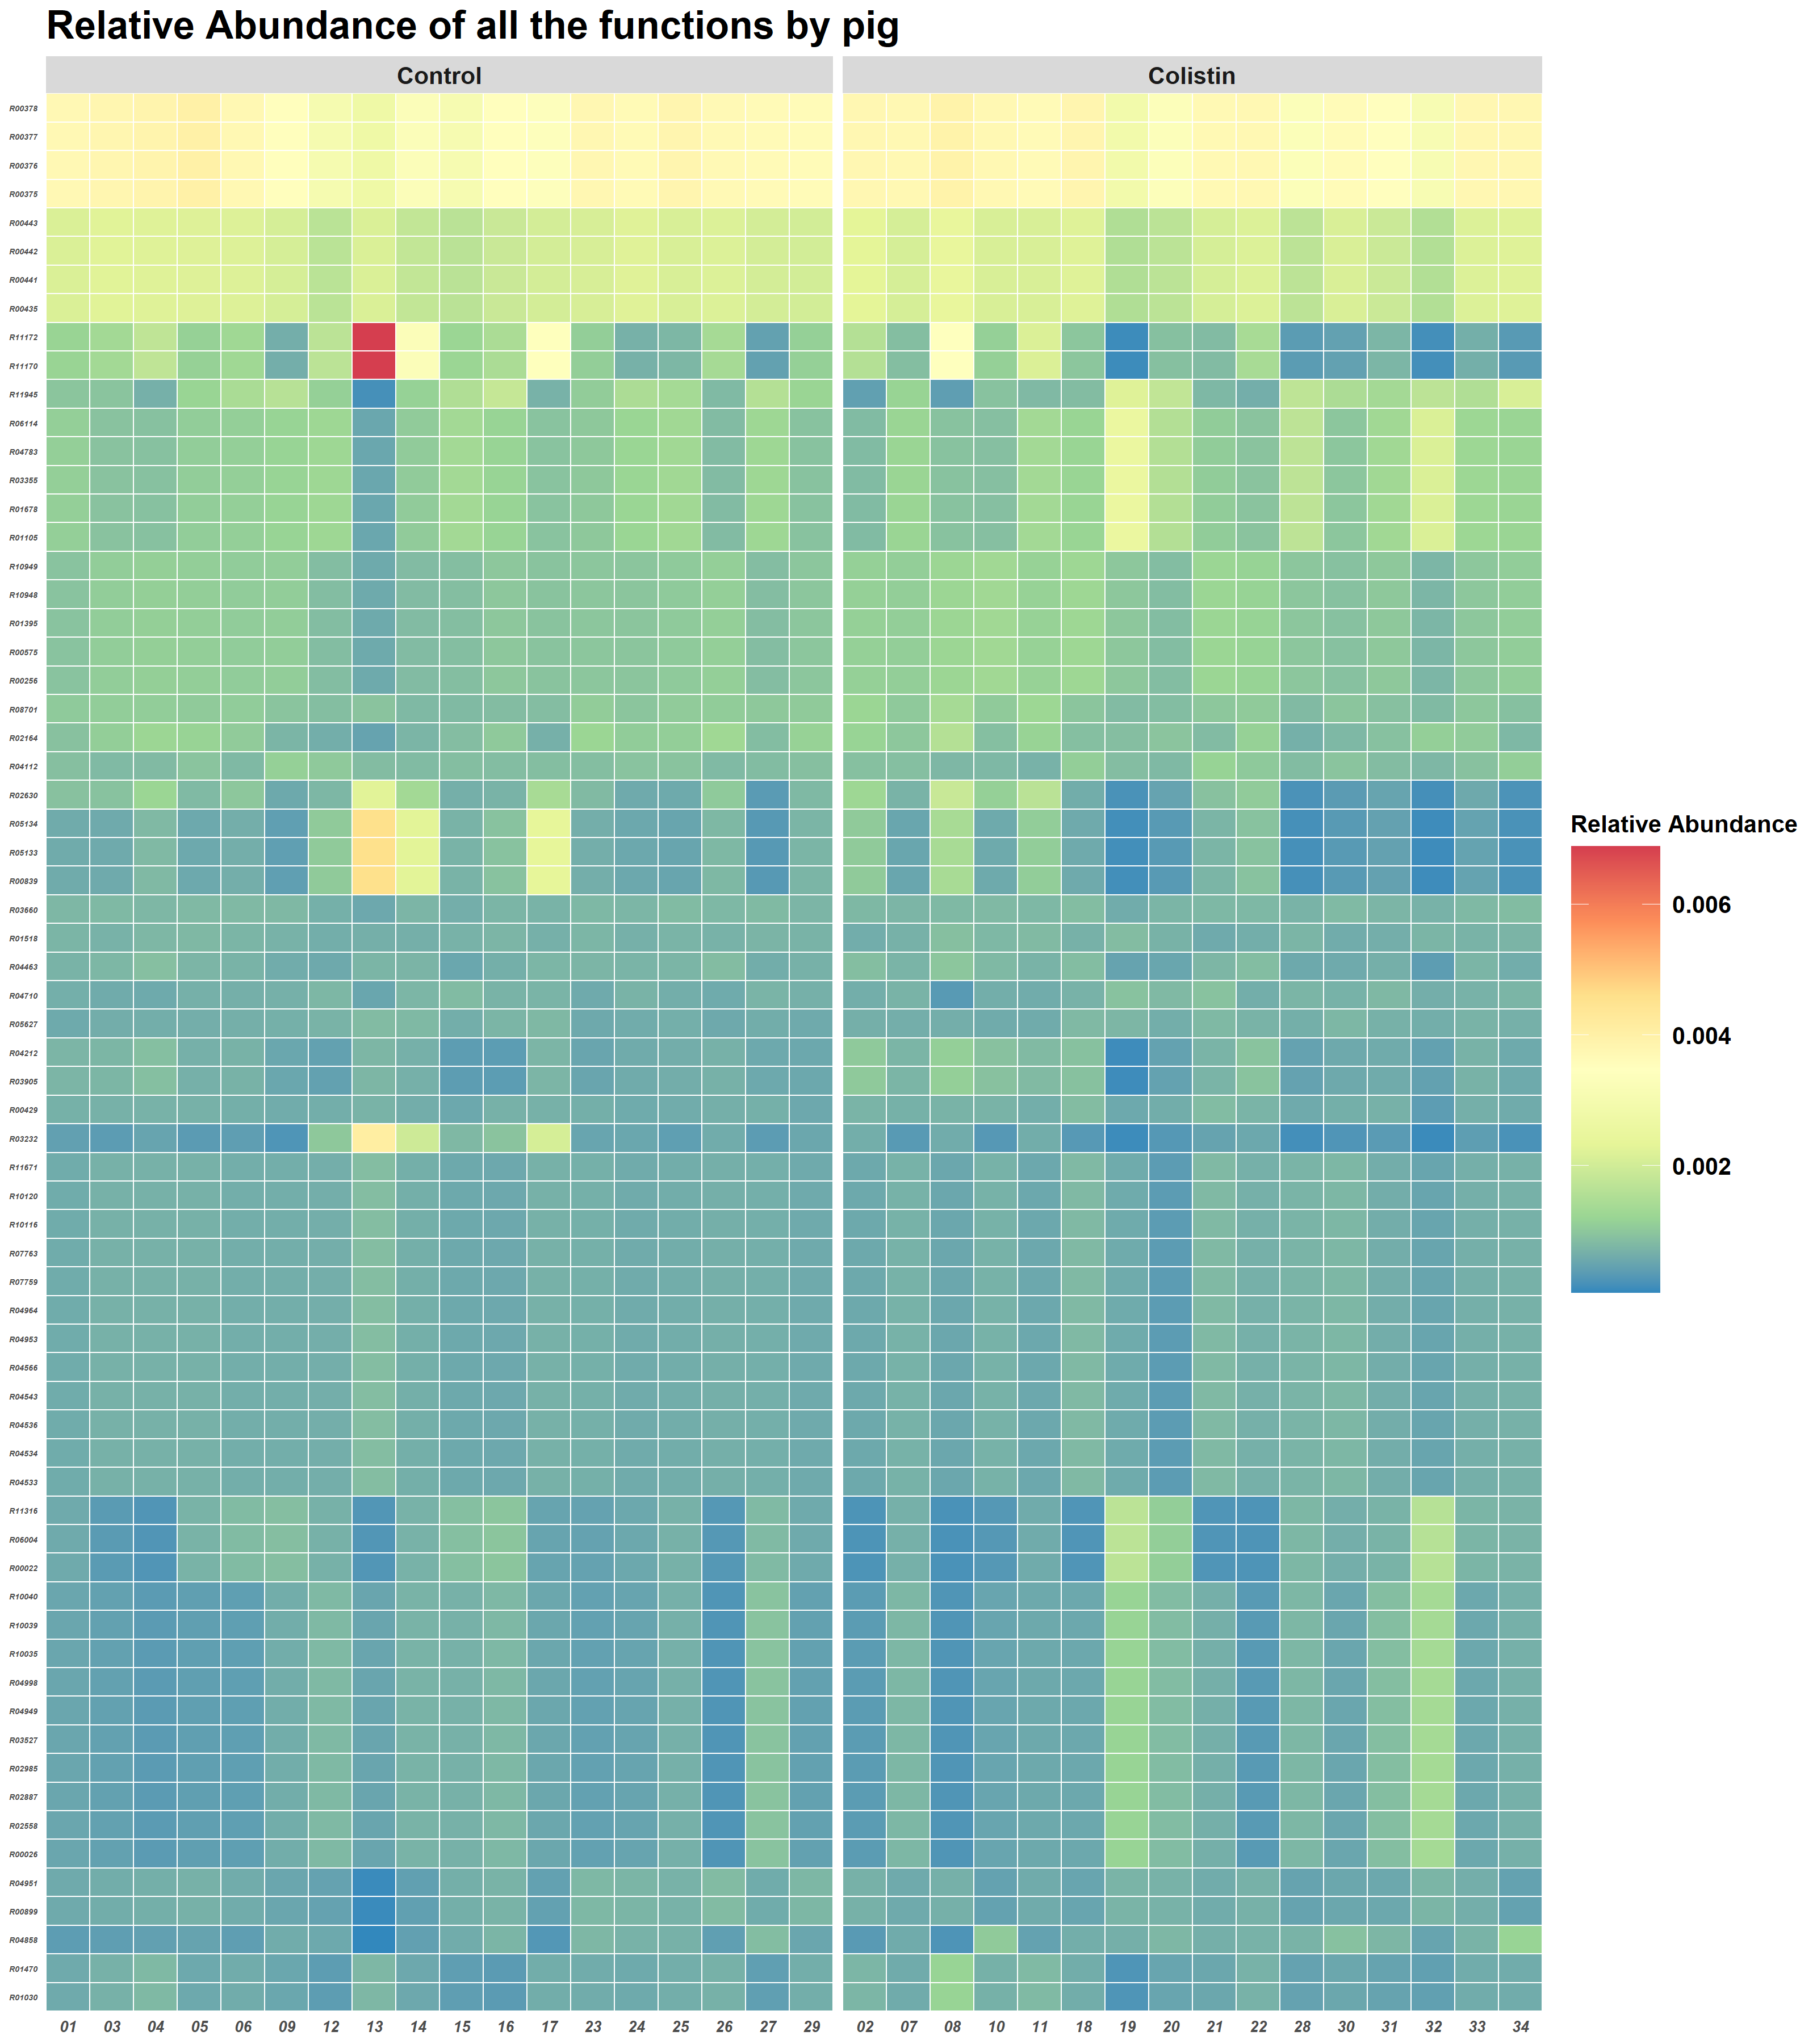 Relative Abundance of all the functions by pig
Control
Colistin
R00378
R00377
R00376
R00375
R00443
R00442
R00441
R00435
R11172
R11170
R11945
R06114
R04783
R03355
R01678
R01105
R10949
R10948
R01395
R00575
R00256
R08701
R02164
R04112
R02630
R05134
R05133
R00839
R03660
R01518
R04463
R04710
R05627
R04212
R03905
R00429
R03232
R11671
R10120
R10116
R07763
R07759
R04964
R04953
R04566
R04543
R04536
R04534
R04533
R11316
R06004
R00022
R10040
R10039
R10035
R04998
R04949
R03527
R02985
R02887
R02558
R00026
R04951
R00899
R04858
R01470
R01030
01 03 04 05 06 09 12 13 14 15 16 17 23 24 25 26 27 29
02 07 08 10 11 18 19 20 21 22 28 30 31 32 33 34
Relative Abundance
0.006
0.004
0.002